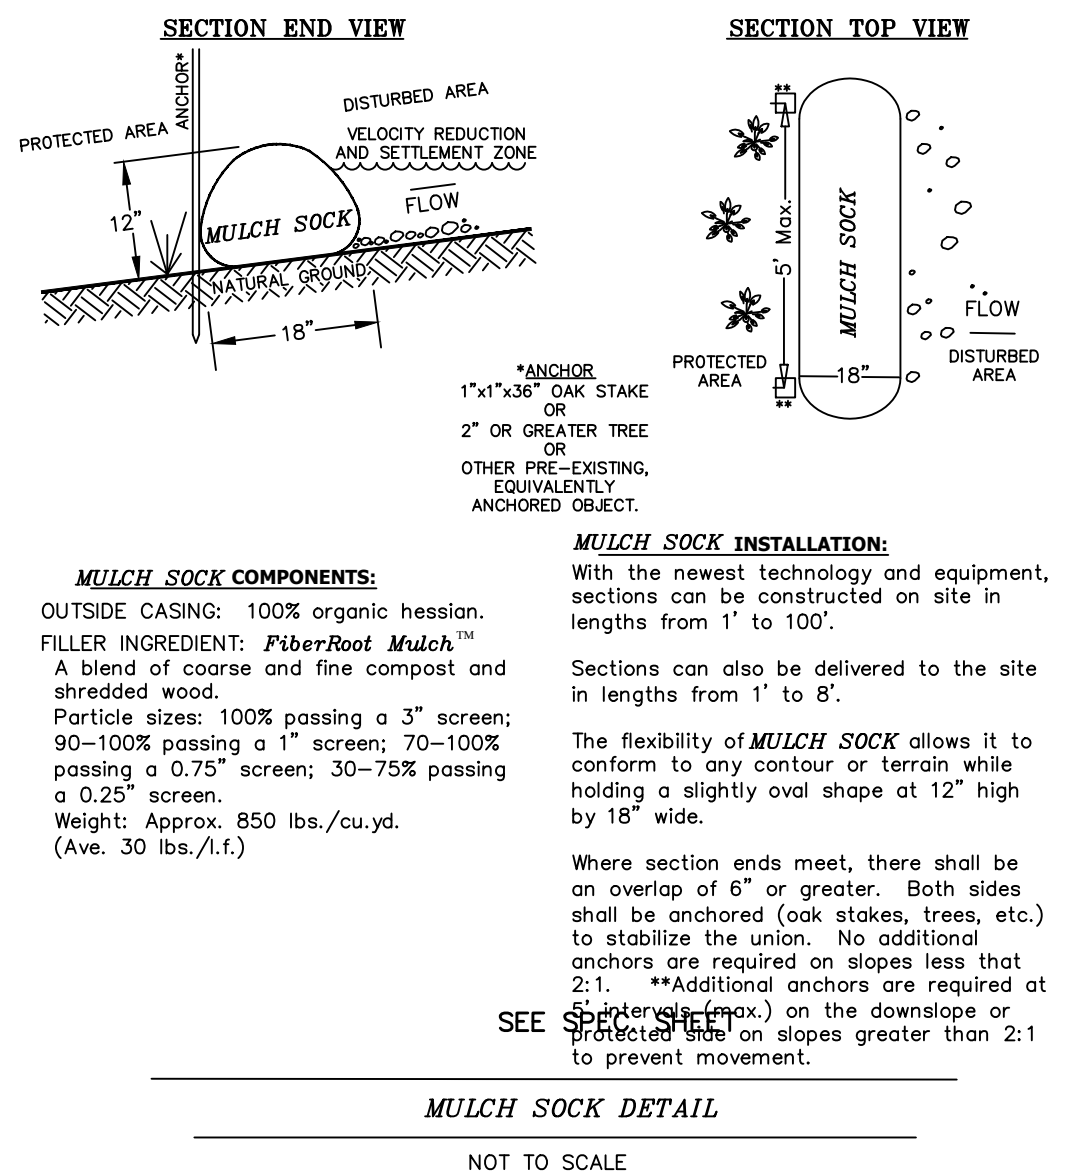 SECTION END VIEW
ANCHOR*
PROTECTED AREA
DISTURBED AREA
VELOCITY REDUCTION
AND SETTLEMENT ZONE
FLOW
12"
MULCH SOCK
NATURAL GROUND
18"
SECTION TOP VIEW
**
5' Max.
MULCH SOCK
FLOW
DISTURBED
AREA
PROTECTED
AREA
18"
**
*ANCHOR
1"x1"x36" OAK STAKE
OR
2" OR GREATER TREE
OR
OTHER PRE-EXISTING,
EQUIVALENTLY
ANCHORED OBJECT.
MULCH SOCK COMPONENTS:
OUTSIDE CASING: 100% organic hessian.
FILLER INGREDIENT: FiberRoot Mulch™
A blend of coarse and fine compost and
shredded wood.
Particle sizes: 100% passing a 3" screen;
90-100% passing a 1" screen; 70-100%
passing a 0.75" screen; 30-75% passing
a 0.25" screen.
Weight: Approx. 850 lbs./cu.yd.
(Ave. 30 lbs./l.f.)
MULCH SOCK INSTALLATION:
With the newest technology and equipment,
sections can be constructed on site in
lengths from 1' to 100'.
Sections can also be delivered to the site
in lengths from 1' to 8'.
The flexibility of MULCH SOCK allows it to
conform to any contour or terrain while
holding a slightly oval shape at 12" high
by 18" wide.
Where section ends meet, there shall be
an overlap of 6" or greater. Both sides
shall be anchored (oak stakes, trees, etc.)
to stabilize the union. No additional
anchors are required on slopes less that
2:1. **Additional anchors are required at
5' intervals (max.) on the downslope or
protected side on slopes greater than 2:1
to prevent movement.
SEE SPEC. SHEET
MULCH SOCK DETAIL
NOT TO SCALE